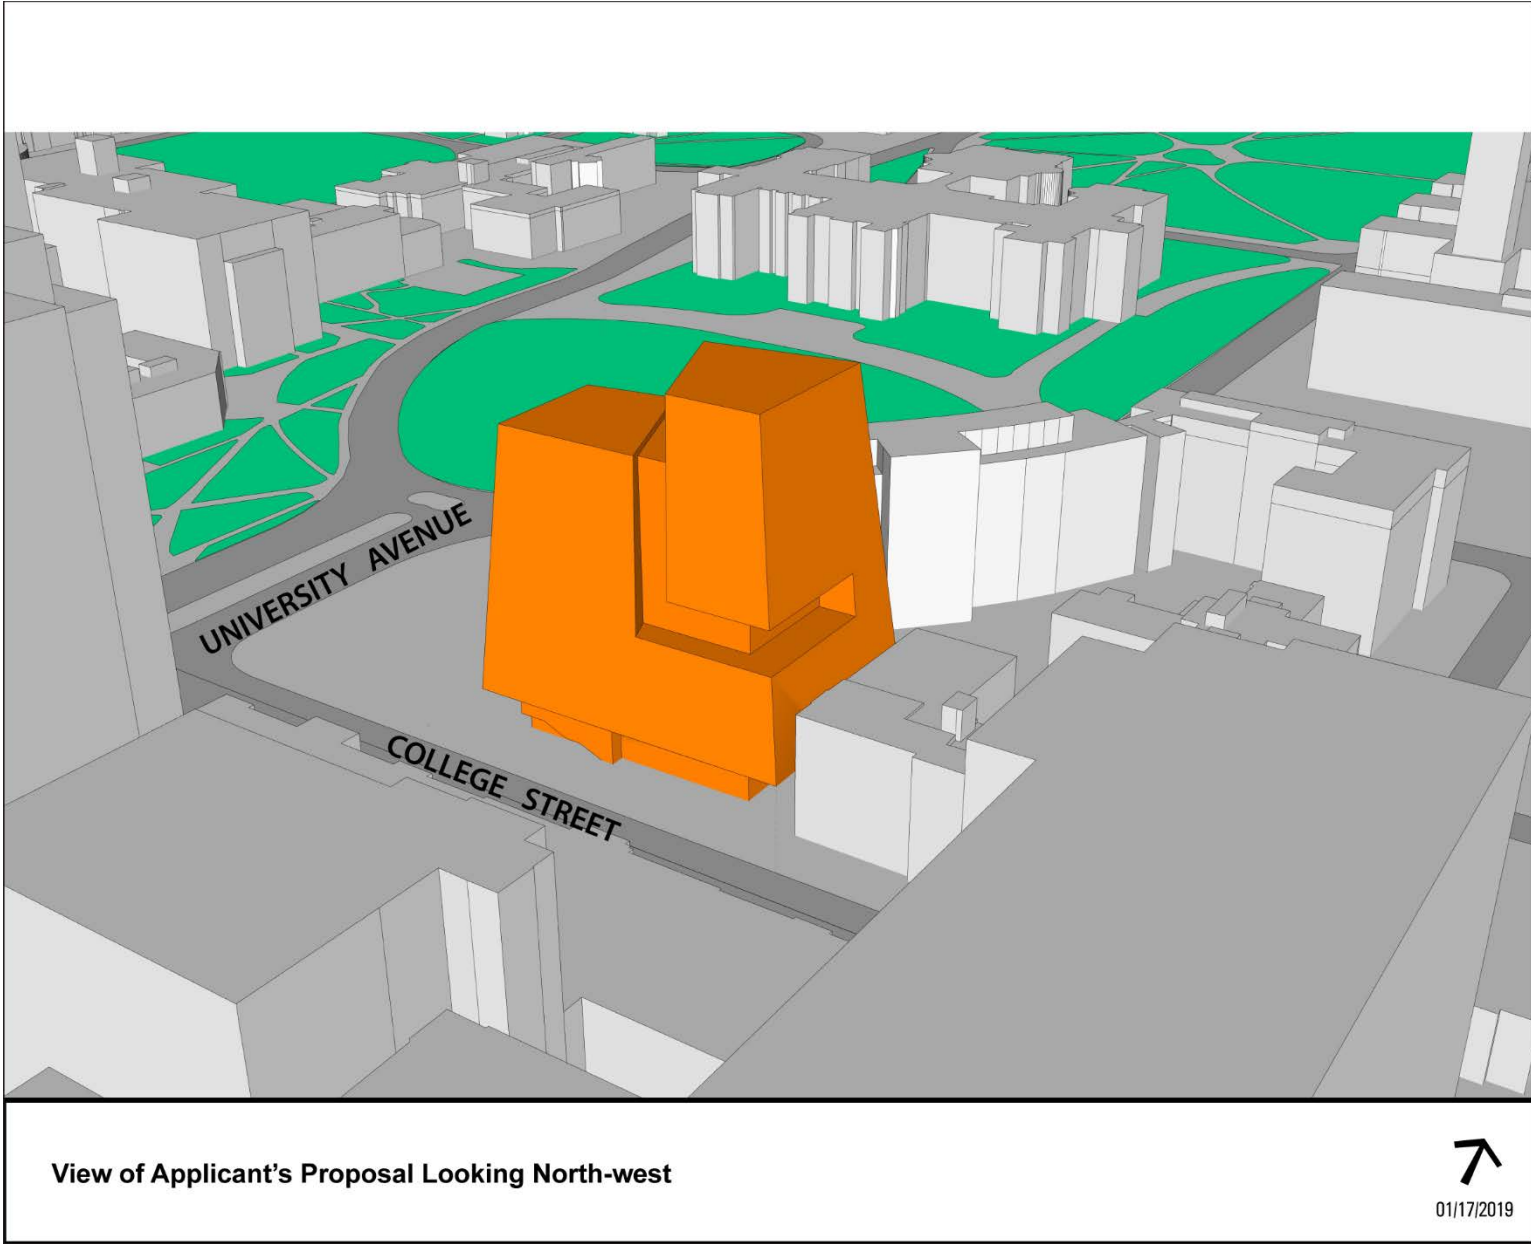 UNIVERSITY AVENUE
COLLEGE STREET
View of Applicant’s Proposal Looking North-west
01/17/2019